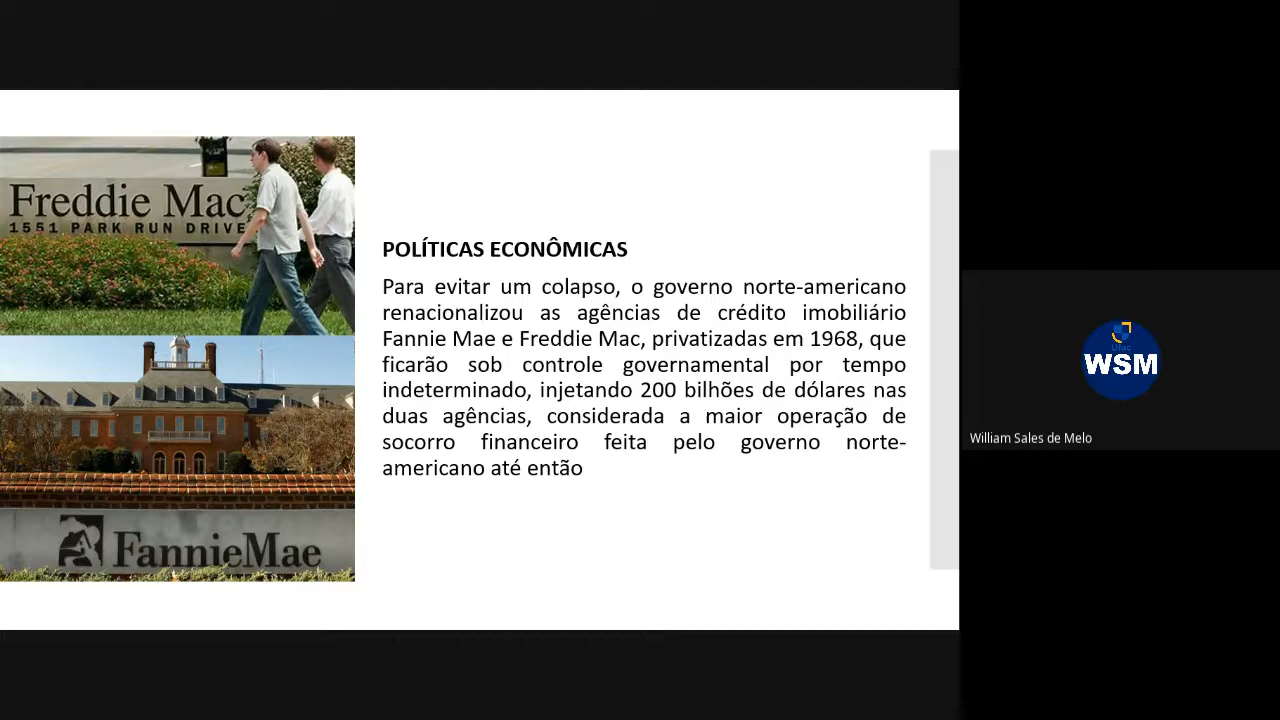 Freddie Mac
1551 PARK RUN DRIVE
FannieMae
POLÍTICAS ECONÔMICAS
Para evitar um colapso, o governo norte-americano
renacionalizou as agências de crédito imobiliário
Fannie Mae e Freddie Mac, privatizadas em 1968, que
ficarão sob controle governamental por tempo
indeterminado, injetando 200 bilhões de dólares nas
duas agências, considerada a maior operação de
socorro financeiro feita pelo governo norte-
americano até então
Ufac
WSM
William Sales de Melo